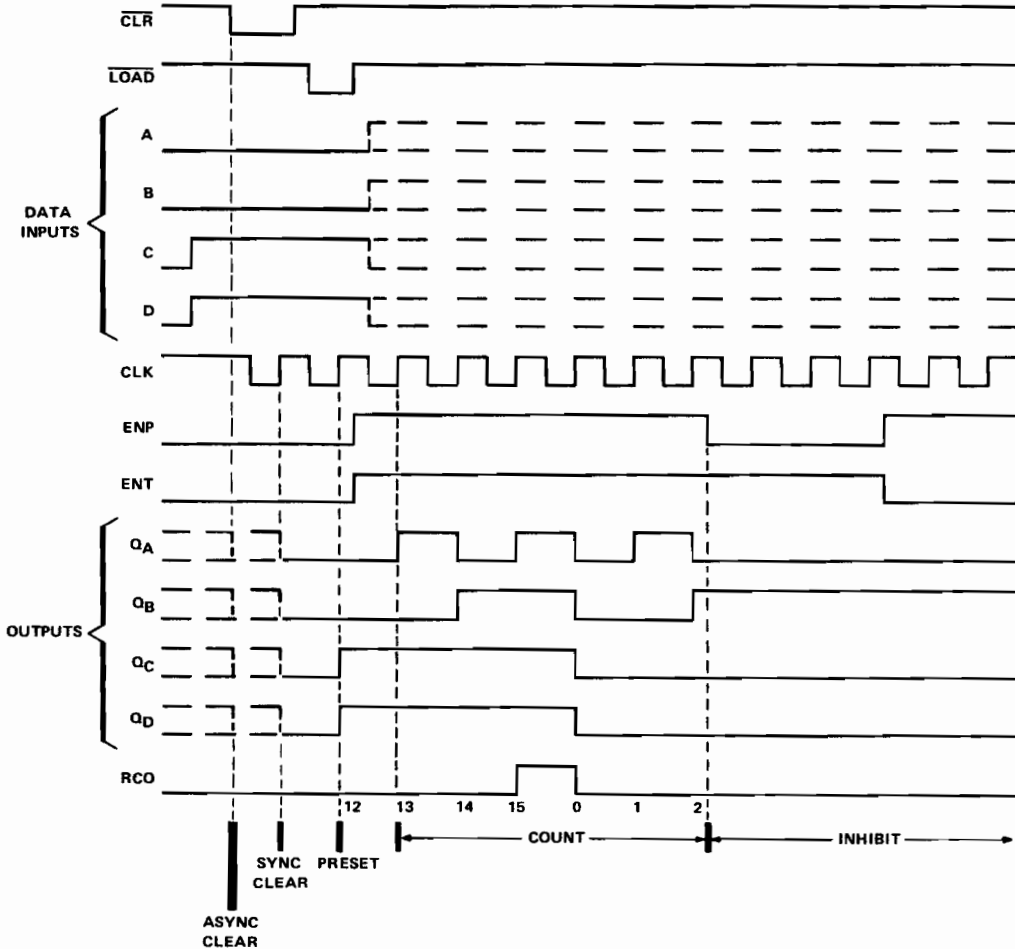 CLR
LOAD
A
B
DATA
INPUTS
C
D
CLK
ENP
ENT
QA
QB
OUTPUTS
QC
QD
RCO
12 13 14 15 0 1 2
COUNT INHIBIT
SYNC PRESET
CLEAR
ASYNC
CLEAR